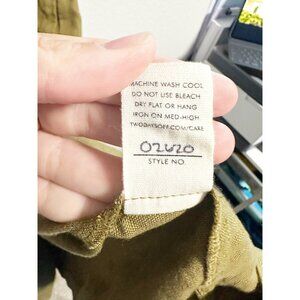 MACHINE WASH COOL
DO NOT USE BLEACH
DRY FLAT OR HANG
IRON ON MED-HIGH
TWODAYSOFF.COM/CARE
02620
STYLE NO.